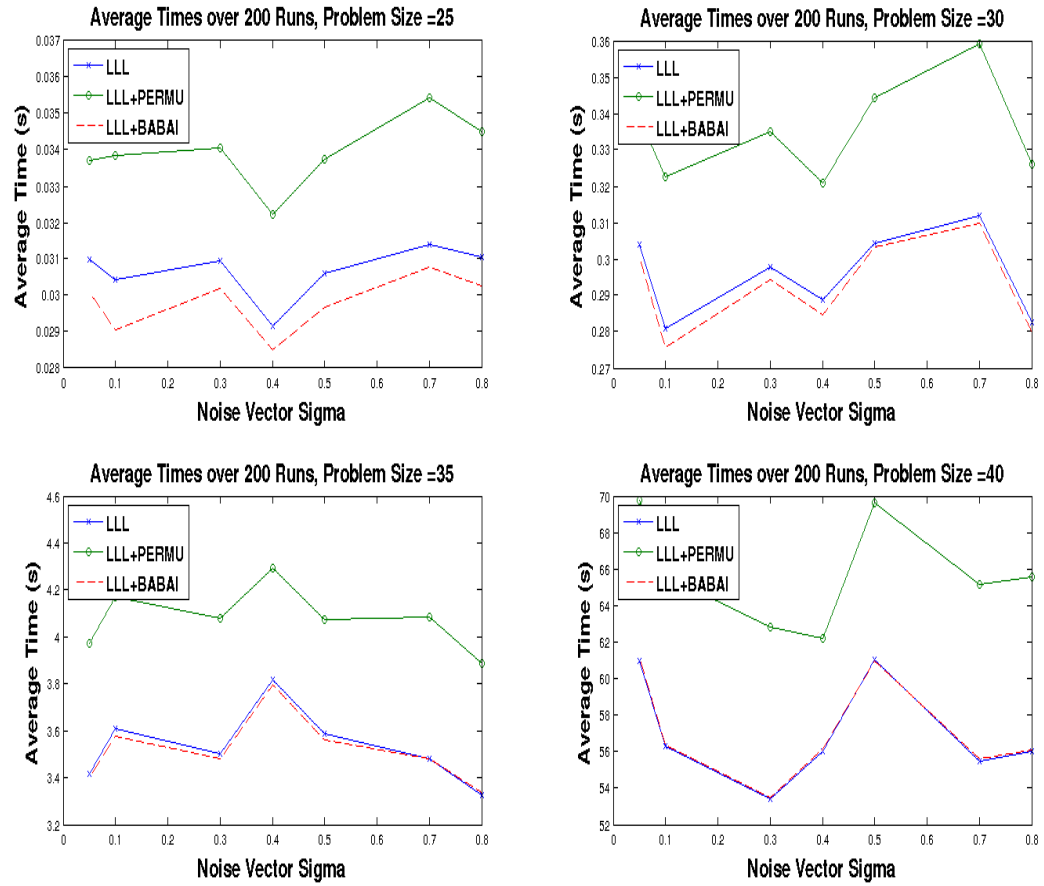 Average Times over 200 Runs, Problem Size =25
0.037
0.036
0.035
0.034
0.033
0.032
0.031
0.03
0.029
0.028
Average Time (s)
LLL
LLL+PERMU
LLL+BABAI
0 0.1 0.2 0.3 0.4 0.5 0.6 0.7 0.8
Noise Vector Sigma
Average Times over 200 Runs, Problem Size =30
0.36
0.35
0.34
0.33
0.32
0.31
0.3
0.29
0.28
0.27
Average Time (s)
LLL
LLL+PERMU
LLL+BABAI
0 0.1 0.2 0.3 0.4 0.5 0.6 0.7 0.8
Noise Vector Sigma
Average Times over 200 Runs, Problem Size =35
4.6
4.4
4.2
4
3.8
3.6
3.4
3.2
Average Time (s)
LLL
LLL+PERMU
LLL+BABAI
0 0.1 0.2 0.3 0.4 0.5 0.6 0.7 0.8
Noise Vector Sigma
Average Times over 200 Runs, Problem Size =40
70
68
66
64
62
60
58
56
54
52
Average Time (s)
LLL
LLL+PERMU
LLL+BABAI
0 0.1 0.2 0.3 0.4 0.5 0.6 0.7 0.8
Noise Vector Sigma